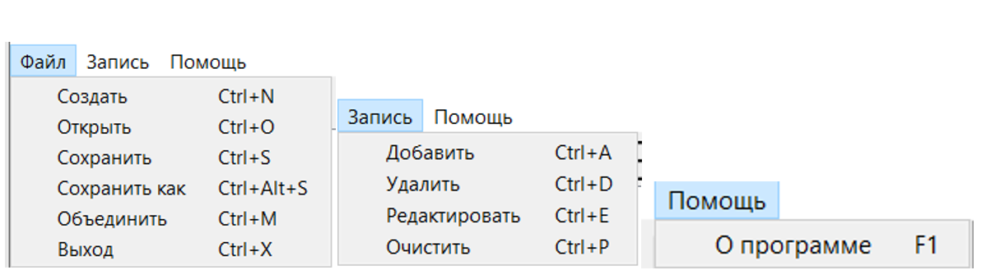 Файл Запись Помощь
Создать Ctrl+N
Открыть Ctrl+O
Сохранить Ctrl+S
Сохранить как Ctrl+Alt+S
Объединить Ctrl+M
Выход Ctrl+X
Запись Помощь
Добавить Ctrl+A
Удалить Ctrl+D
Редактировать Ctrl+E
Очистить Ctrl+P
Помощь
О программе F1